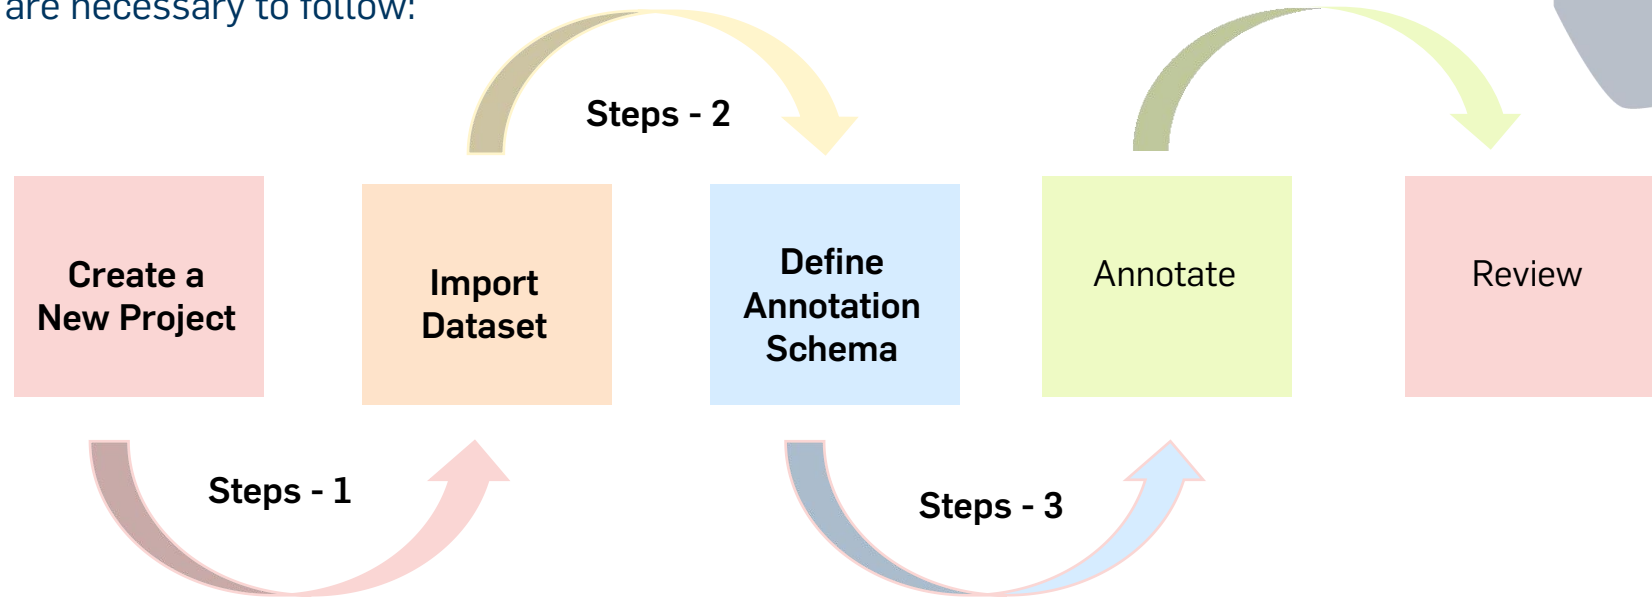 are necessary to follow:
Steps - 2
Create a
New Project
Import
Dataset
Define
Annotation
Schema
Annotate
Review
Steps - 1
Steps - 3